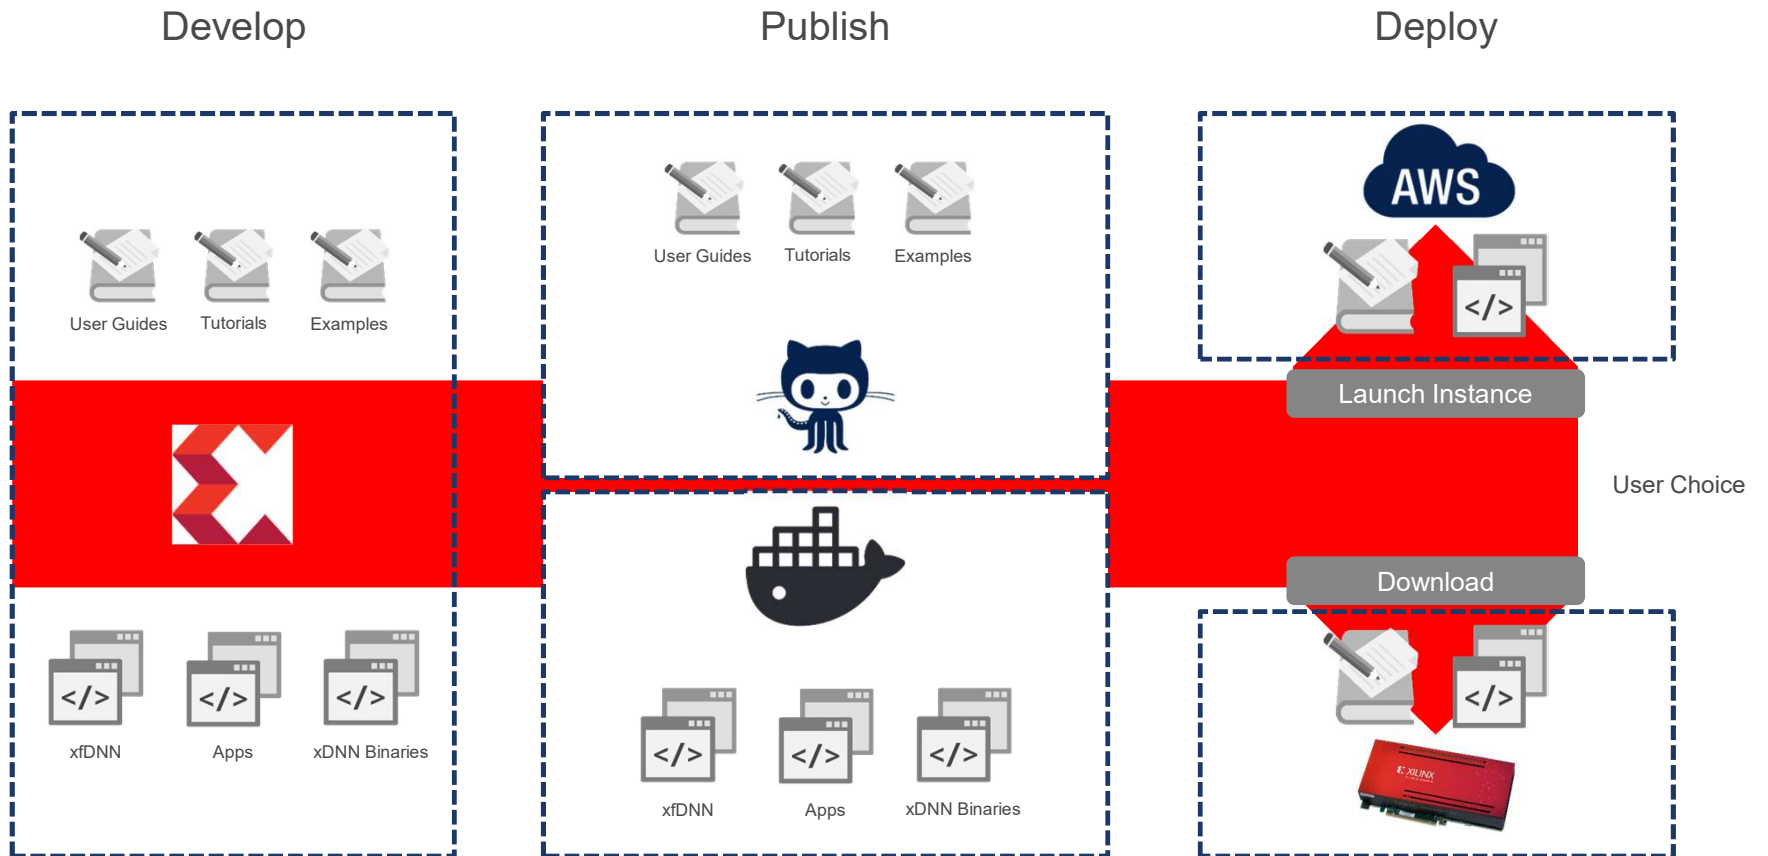 Develop
Publish
Deploy
AWS
User Guides
Tutorials
Examples
User Guides
Tutorials
Examples
</>
Launch Instance
User Choice
Download
</>
</>
</>
</>
xfDNN
Apps
xDNN Binaries
</>
</>
</>
xfDNN
Apps
xDNN Binaries
XILINX